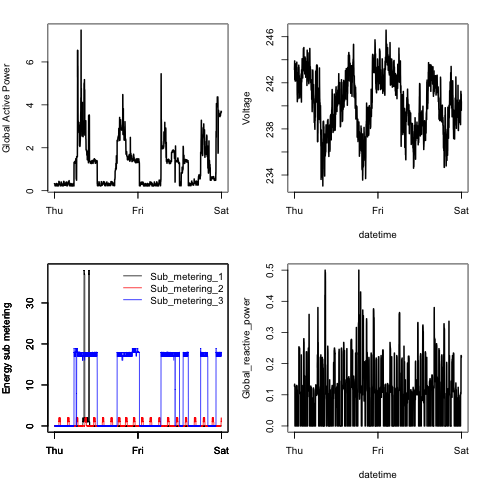 Global Active Power
0
2
4
6
Thu
Fri
Sat
Voltage
234
238
242
246
Thu
Fri
Sat
datetime
Energy sub metering
0
10
20
30
Sub_metering_1
Sub_metering_2
Sub_metering_3
Thu
Fri
Sat
Global_reactive_power
0.0
0.1
0.2
0.3
0.4
0.5
Thu
Fri
Sat
datetime